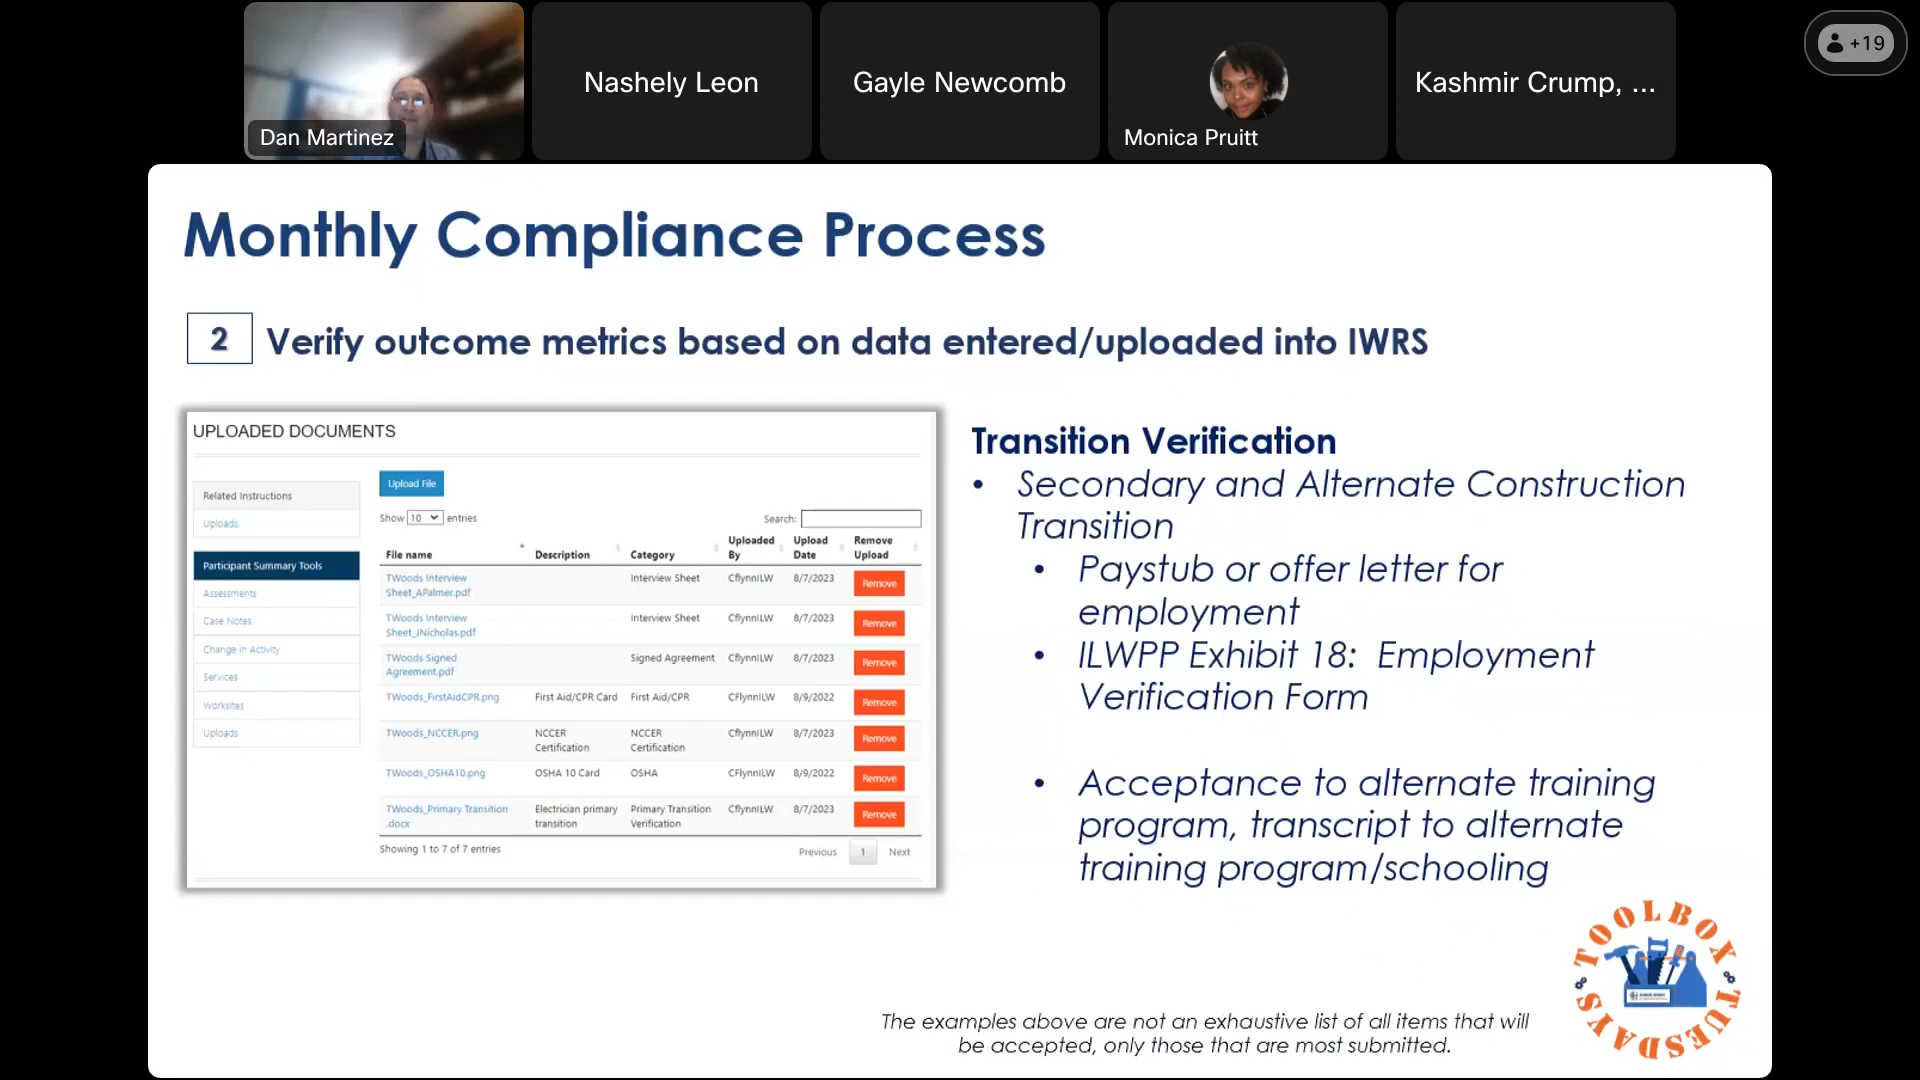 Dan Martinez
Nashely Leon
Gayle Newcomb
Monica Pruitt
Kashmir Crump, ...
+19
Monthly Compliance Process
2
Verify outcome metrics based on data entered/uploaded into IWRS
UPLOADED DOCUMENTS
Related Instructions
Uploads
Participant Summary Tools
Assessments
Case Notes
Change in Activity
Services
Worksites
Uploads
Upload File
Show 10 entries
Search:
File name Description Category Uploaded By Upload Date Remove Upload
TWoods Interview Sheet_APalmer.pdf Interview Sheet CflynnILW 8/7/2023 Remove
TWoods Interview Sheet_JNicholas.pdf Interview Sheet CflynnILW 8/7/2023 Remove
TWoods Signed Agreement.pdf Signed Agreement CflynnILW 8/7/2023 Remove
TWoods_FirstAidCPR.png First Aid/CPR Card First Aid/CPR CFlynnILW 8/9/2022 Remove
TWoods_NCCER.png NCCER Certification NCCER Certification CflynnILW 8/7/2023 Remove
TWoods_OSHA10.png OSHA 10 Card OSHA CFlynnILW 8/9/2022 Remove
TWoods_Primary Transition .docx Electrician primary transition Primary Transition Verification CflynnILW 8/7/2023 Remove
Showing 1 to 7 of 7 entries
Previous 1 Next
Transition Verification
• Secondary and Alternate Construction
Transition
• Paystub or offer letter for
employment
• ILWPP Exhibit 18: Employment
Verification Form
• Acceptance to alternate training
program, transcript to alternate
training program/schooling
TOOLBOX TUESDAYS
The examples above are not an exhaustive list of all items that will
be accepted, only those that are most submitted.